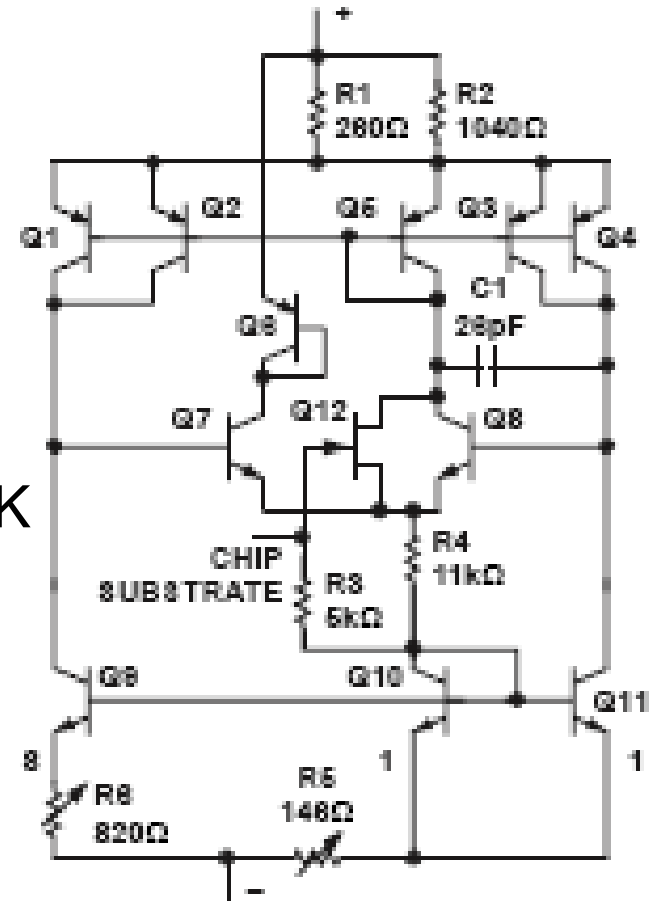 +
R1
260Ω
R2
1040Ω
Q1
Q2
Q5
Q3
Q4
C1
26pF
Q6
Q7
Q12
Q8
K
CHIP
SUBSTRATE
R3
5kΩ
R4
11kΩ
Q9
Q10
Q11
8
1
1
R6
820Ω
R5
146Ω
−